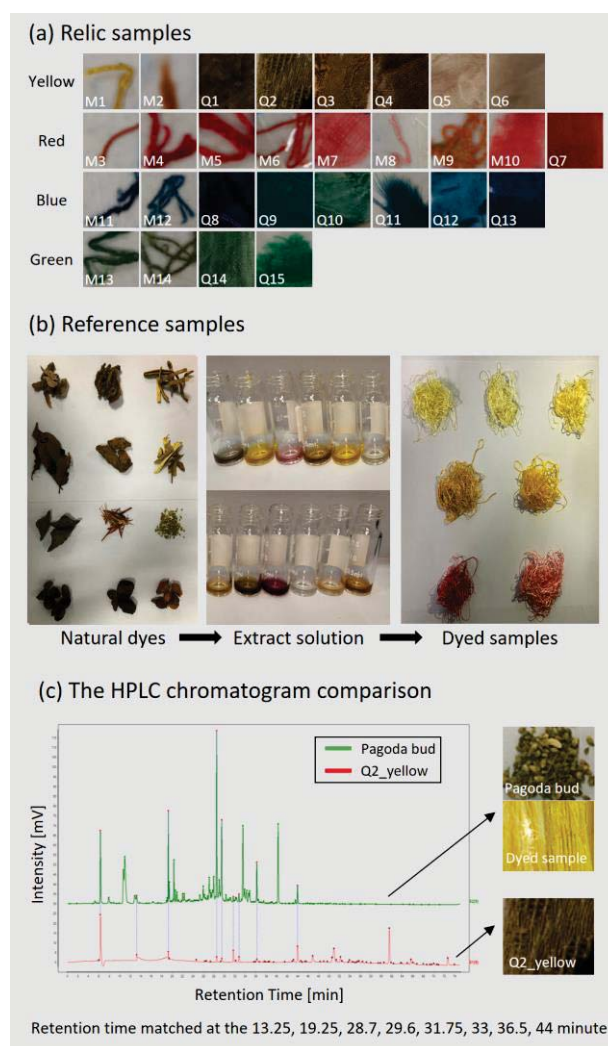 (a) Relic samples
Yellow M1 M2 Q1 Q2 Q3 Q4 Q5 Q6
Red M3 M4 M5 M6 M7 M8 M9 M10 Q7
Blue M11 M12 Q8 Q9 Q10 Q11 Q12 Q13
Green M13 M14 Q14 Q15
(b) Reference samples
Natural dyes Extract solution Dyed samples
(c) The HPLC chromatogram comparison
Pagoda bud
Q2_yellow
Pagoda bud
Dyed sample
Q2_yellow
Intensity [mV]
Retention Time [min]
Retention time matched at the 13.25, 19.25, 28.7, 29.6, 31.75, 33, 36.5, 44 minute